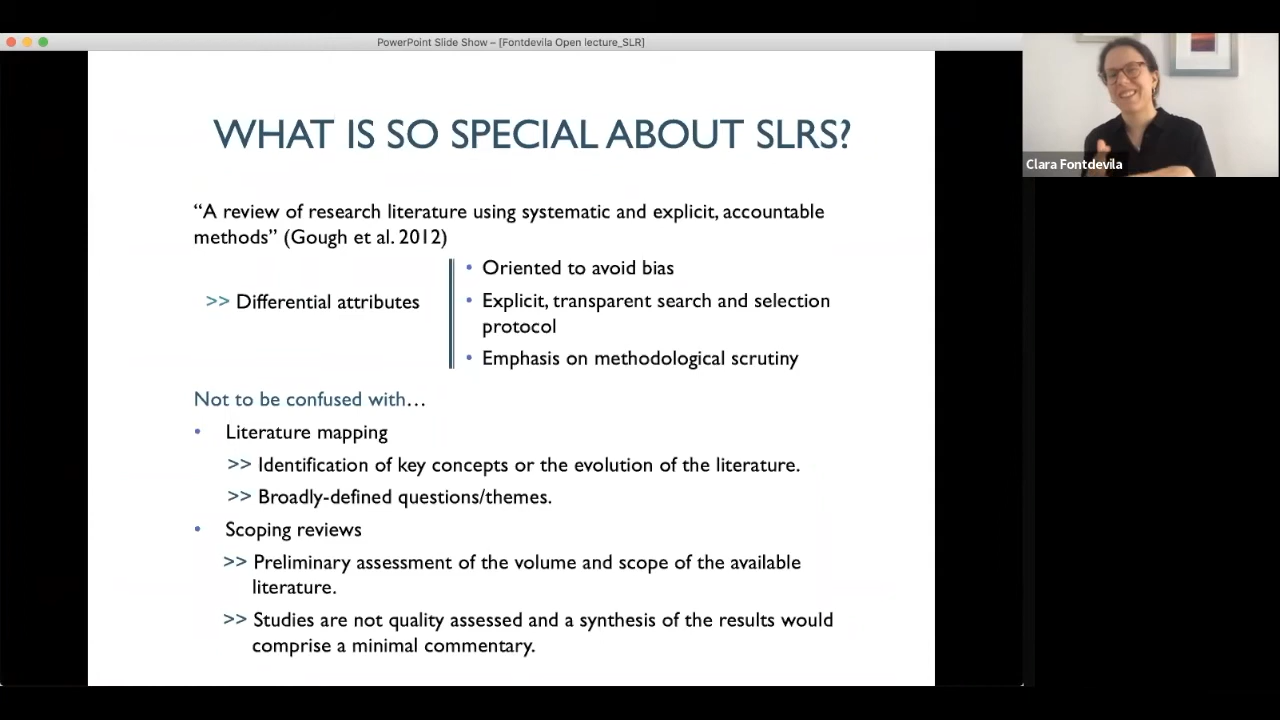 PowerPoint Slide Show – [Fontdevila Open lecture_SLR]
WHAT IS SO SPECIAL ABOUT SLRS?
Clara Fontdevila
“A review of research literature using systematic and explicit, accountable
methods” (Gough et al. 2012)
>> Differential attributes
• Oriented to avoid bias
• Explicit, transparent search and selection
protocol
• Emphasis on methodological scrutiny
Not to be confused with…
• Literature mapping
>> Identification of key concepts or the evolution of the literature.
>> Broadly-defined questions/themes.
• Scoping reviews
>> Preliminary assessment of the volume and scope of the available
literature.
>> Studies are not quality assessed and a synthesis of the results would
comprise a minimal commentary.